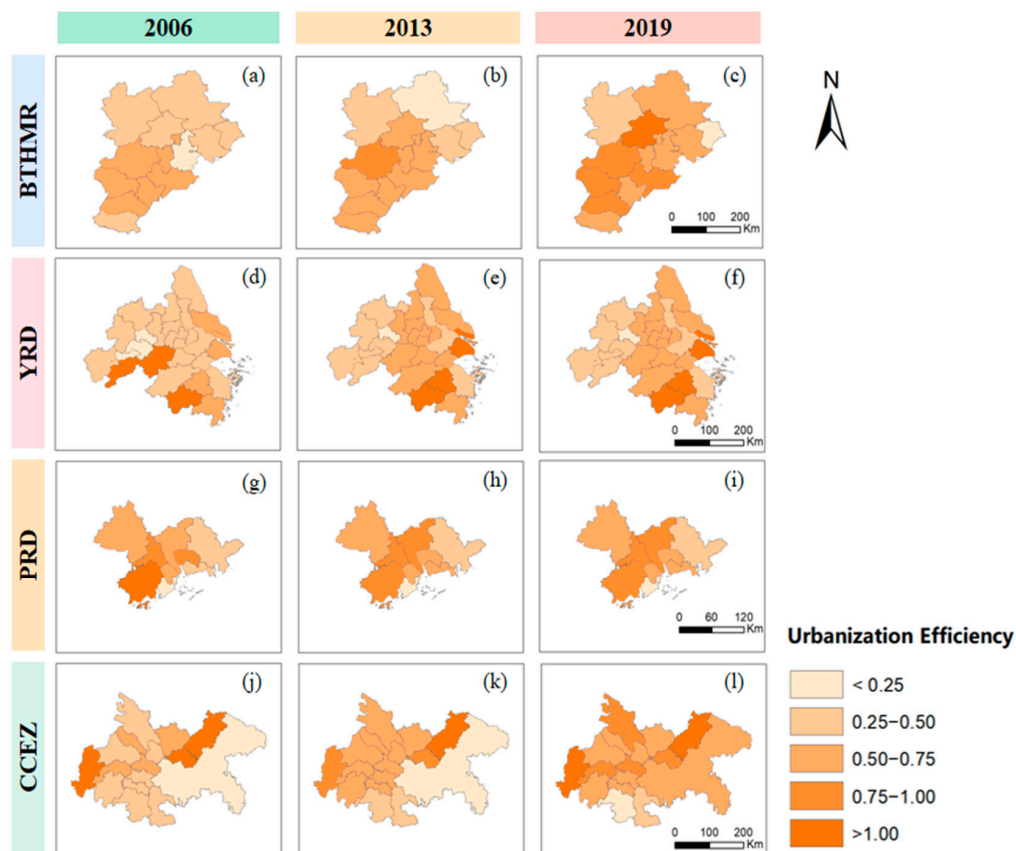 2006 2013 2019
BTHMR (a) (b) (c) N
0 100 200
Km
YRD (d) (e) (f)
0 100 200
Km
PRD (g) (h) (i)
0 60 120
Km
CCEZ (j) (k) (l)
0 100 200
Km
Urbanization Efficiency
< 0.25
0.25–0.50
0.50–0.75
0.75–1.00
>1.00